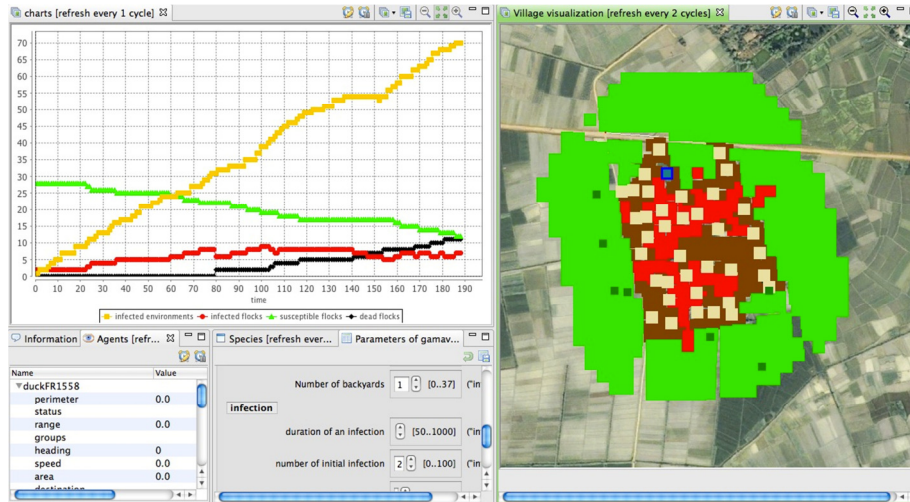 charts [refresh every 1 cycle]
70
65
60
55
50
45
40
35
30
25
20
15
10
5
0
0 10 20 30 40 50 60 70 80 90 100 110 120 130 140 150 160 170 180 190
time
infected environments infected flocks susceptible flocks dead flocks
Village visualization [refresh every 2 cycles]
Information Agents [refr...
Name Value
duckFR1558
perimeter 0.0
status
range 0.0
groups
heading 0
speed 0.0
area 0.0
Species [refresh ever... Parameters of gamav...
Number of backyards 1 [0..37] ("in
infection
duration of an infection [50..1000] ("in
number of initial infection 2 [0..100] ("in